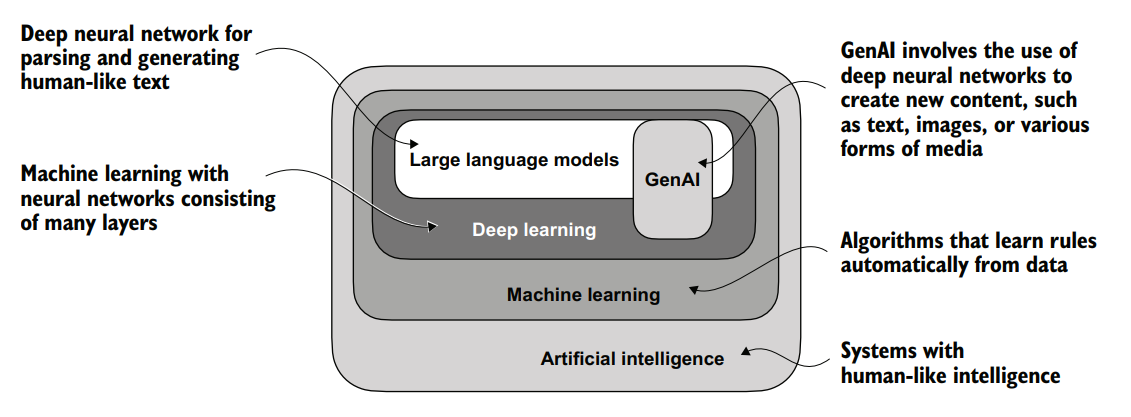 Deep neural network for
parsing and generating
human-like text
Machine learning with
neural networks consisting
of many layers
Large language models
GenAI
Deep learning
Machine learning
Artificial intelligence
GenAI involves the use of
deep neural networks to
create new content, such
as text, images, or various
forms of media
Algorithms that learn rules
automatically from data
Systems with
human-like intelligence